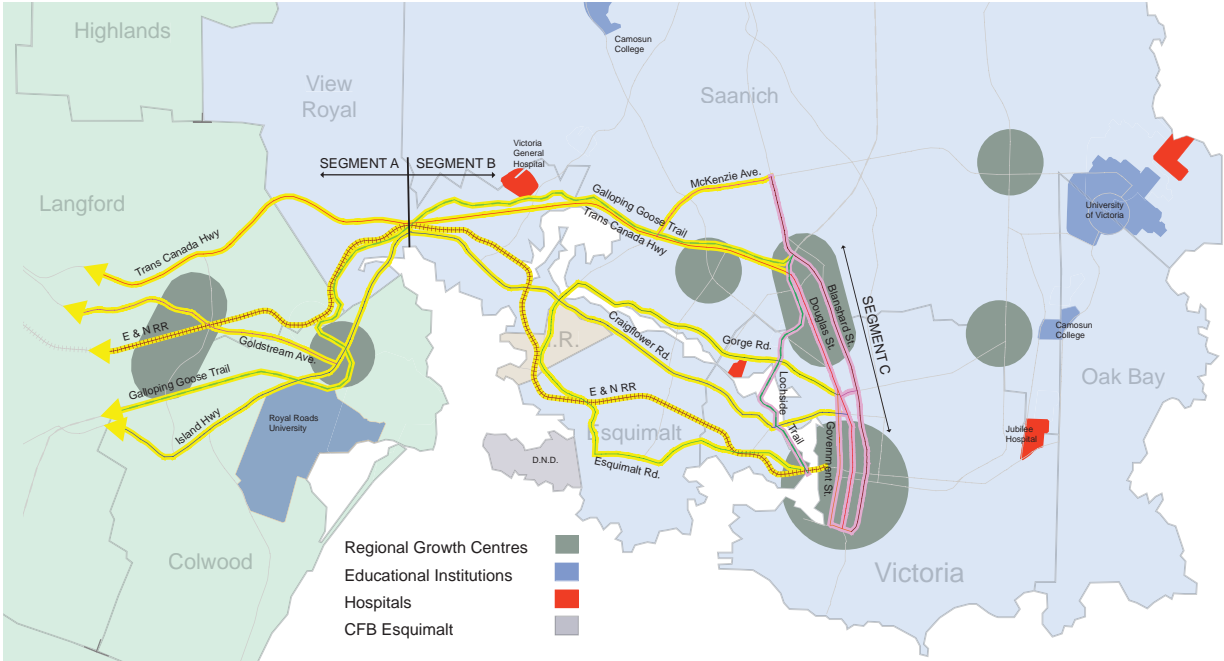 Highlands
Camosun
College
View
Royal
Saanich
SEGMENT A
SEGMENT B
Victoria
General
Hospital
McKenzie Ave.
Langford
Galloping Goose Trail
Trans Canada Hwy
University
of Victoria
Trans Canada Hwy
E & N RR
Goldstream Ave.
Galloping Goose Trail
Island Hwy
Royal Roads
University
I.R.
Craigflower Rd.
Gorge Rd.
Douglas St.
Blanshard St.
SEGMENT C
Camosun
College
Oak Bay
Lochside Trail
E & N RR
Esquimalt
Government St.
Jubilee
Hospital
D.N.D.
Esquimalt Rd.
Colwood
Victoria
Regional Growth Centres
Educational Institutions
Hospitals
CFB Esquimalt